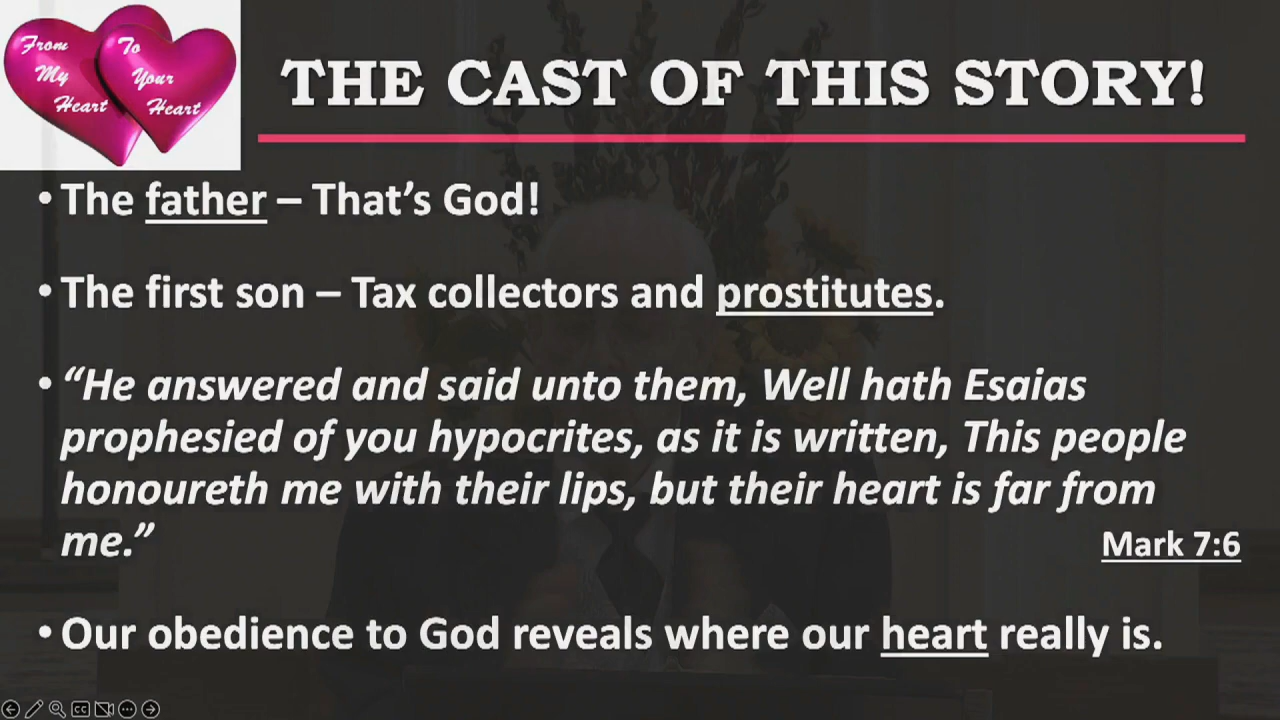 From
My
Heart
To
Your
Heart
THE CAST OF THIS STORY!
• The father – That’s God!
• The first son – Tax collectors and prostitutes.
• “He answered and said unto them, Well hath Esaias
prophesied of you hypocrites, as it is written, This people
honoureth me with their lips, but their heart is far from
me.”
Mark 7:6
• Our obedience to God reveals where our heart really is.
CC